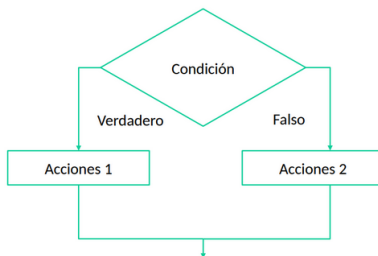 Condición
Verdadero
Falso
Acciones 1
Acciones 2